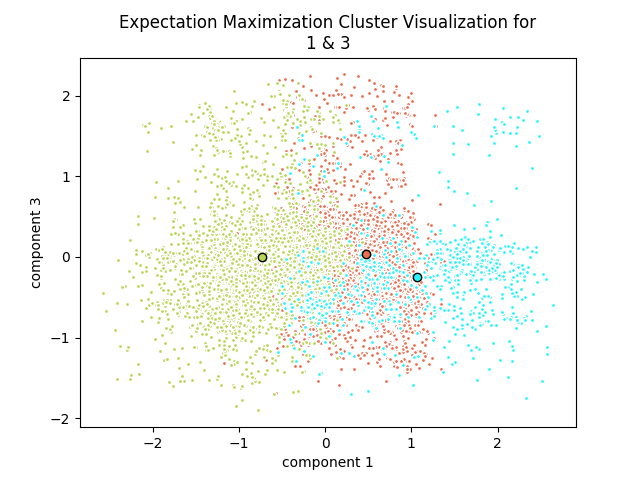 Expectation Maximization Cluster Visualization for
1 & 3
2
1
0
−1
−2
component 3
−2
−1
0
1
2
component 1